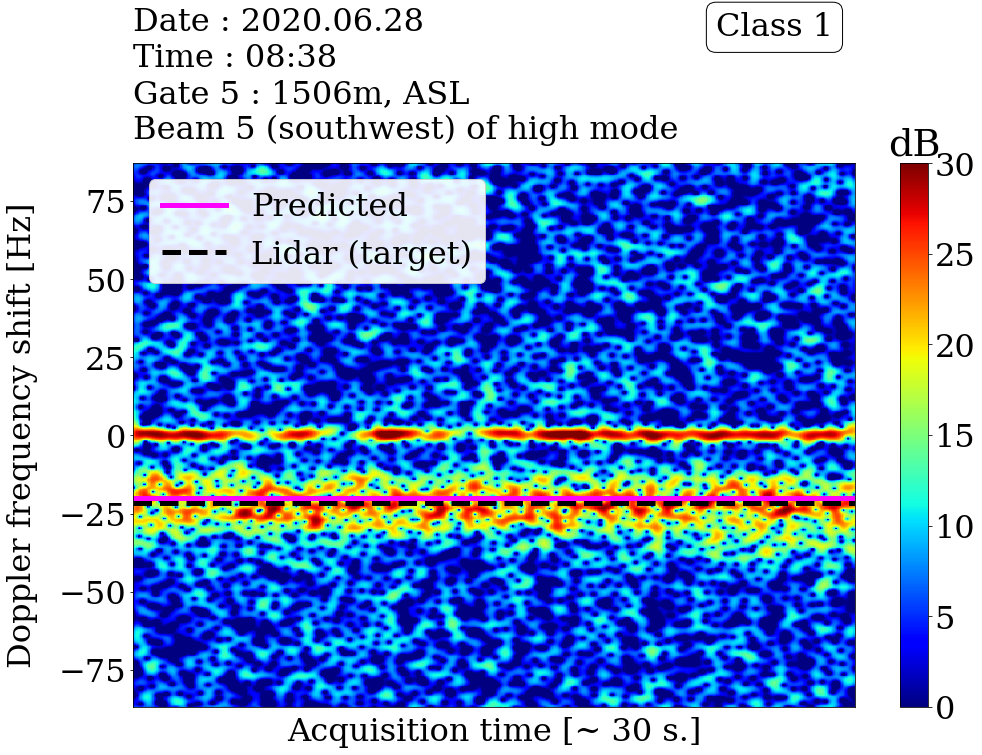 Date : 2020.06.28
Time : 08:38
Gate 5 : 1506m, ASL
Beam 5 (southwest) of high mode
Class 1
dB
30
25
20
15
10
5
0
Predicted
Lidar (target)
Doppler frequency shift [Hz]
75
50
25
0
−25
−50
−75
Acquisition time [~ 30 s.]